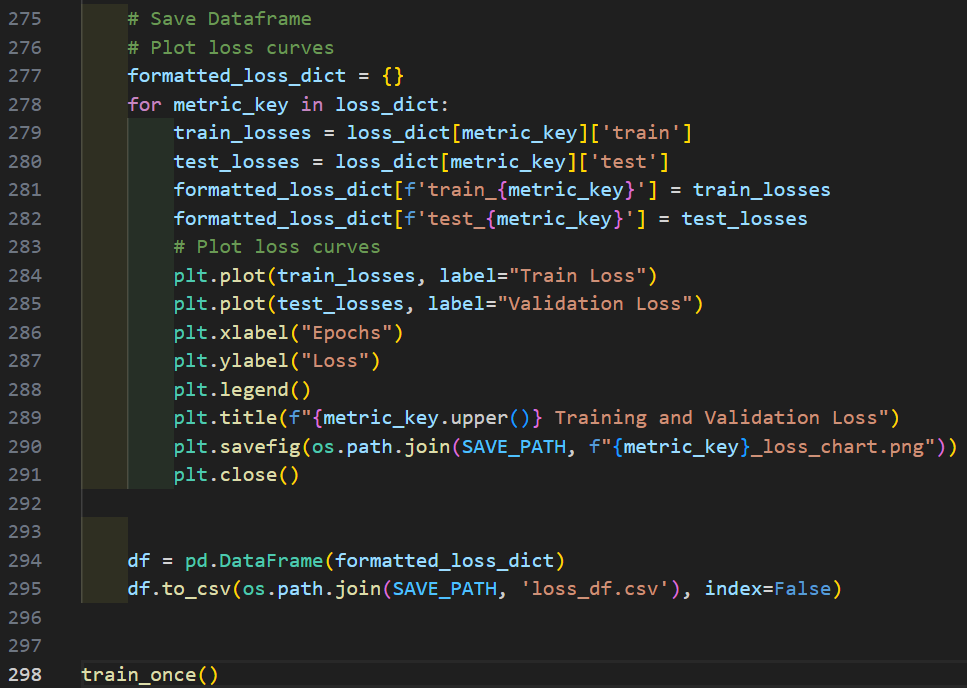 275 # Save Dataframe
276 # Plot loss curves
277 formatted_loss_dict = {}
278 for metric_key in loss_dict:
279 train_losses = loss_dict[metric_key]['train']
280 test_losses = loss_dict[metric_key]['test']
281 formatted_loss_dict[f'train_{metric_key}'] = train_losses
282 formatted_loss_dict[f'test_{metric_key}'] = test_losses
283 # Plot loss curves
284 plt.plot(train_losses, label="Train Loss")
285 plt.plot(test_losses, label="Validation Loss")
286 plt.xlabel("Epochs")
287 plt.ylabel("Loss")
288 plt.legend()
289 plt.title(f"{metric_key.upper()} Training and Validation Loss")
290 plt.savefig(os.path.join(SAVE_PATH, f"{metric_key}_loss_chart.png"))
291 plt.close()
292
293
294 df = pd.DataFrame(formatted_loss_dict)
295 df.to_csv(os.path.join(SAVE_PATH, 'loss_df.csv'), index=False)
296
297
298 train_once()